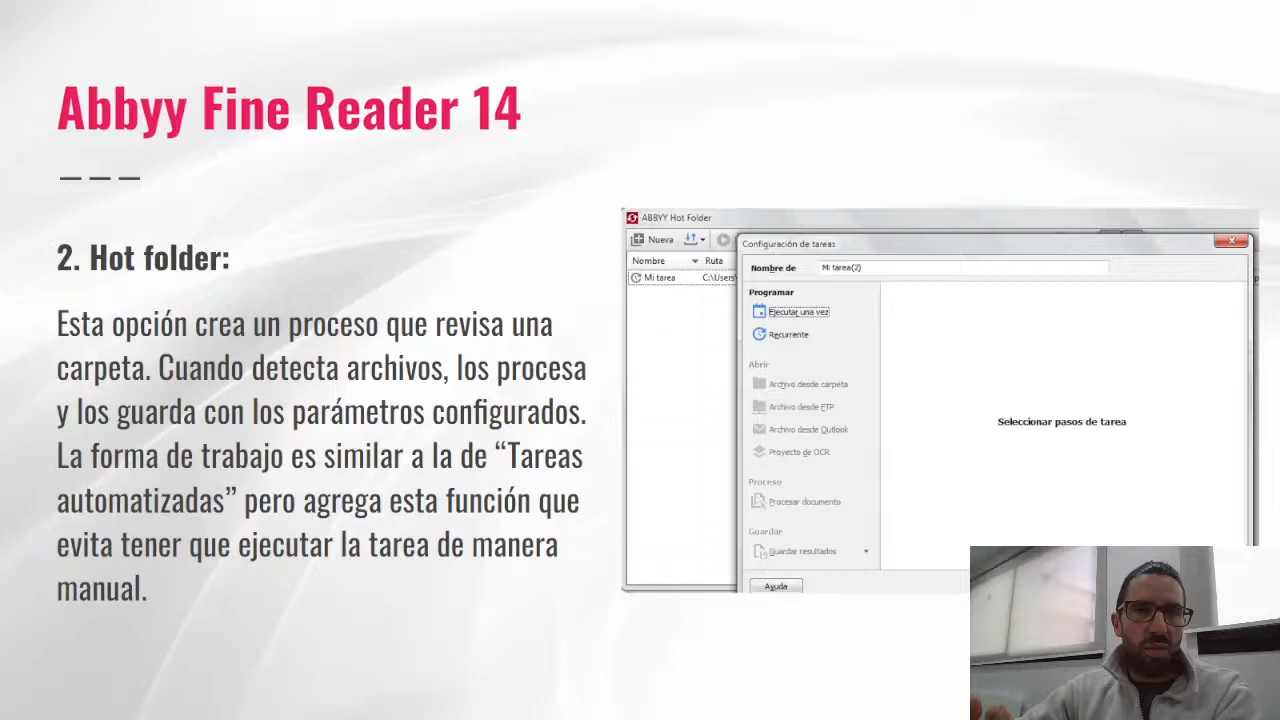 Abbyy Fine Reader 14
2. Hot folder:
Esta opción crea un proceso que revisa una
carpeta. Cuando detecta archivos, los procesa
y los guarda con los parámetros configurados.
La forma de trabajo es similar a la de “Tareas
automatizadas” pero agrega esta función que
evita tener que ejecutar la tarea de manera
manual.
ABBYY Hot Folder
Nueva
Nombre Ruta
Mi tarea C:\Users\
Configuración de tareas
Nombre de Mi tarea(2)
Programar
Ejecutar una vez
Recurrente
Abrir
Archivo desde carpeta
Archivo desde FTP
Archivo desde Outlook
Proyecto de OCR
Proceso
Procesar documento
Guardar
Guardar resultados
Ayuda
Seleccionar pasos de tarea